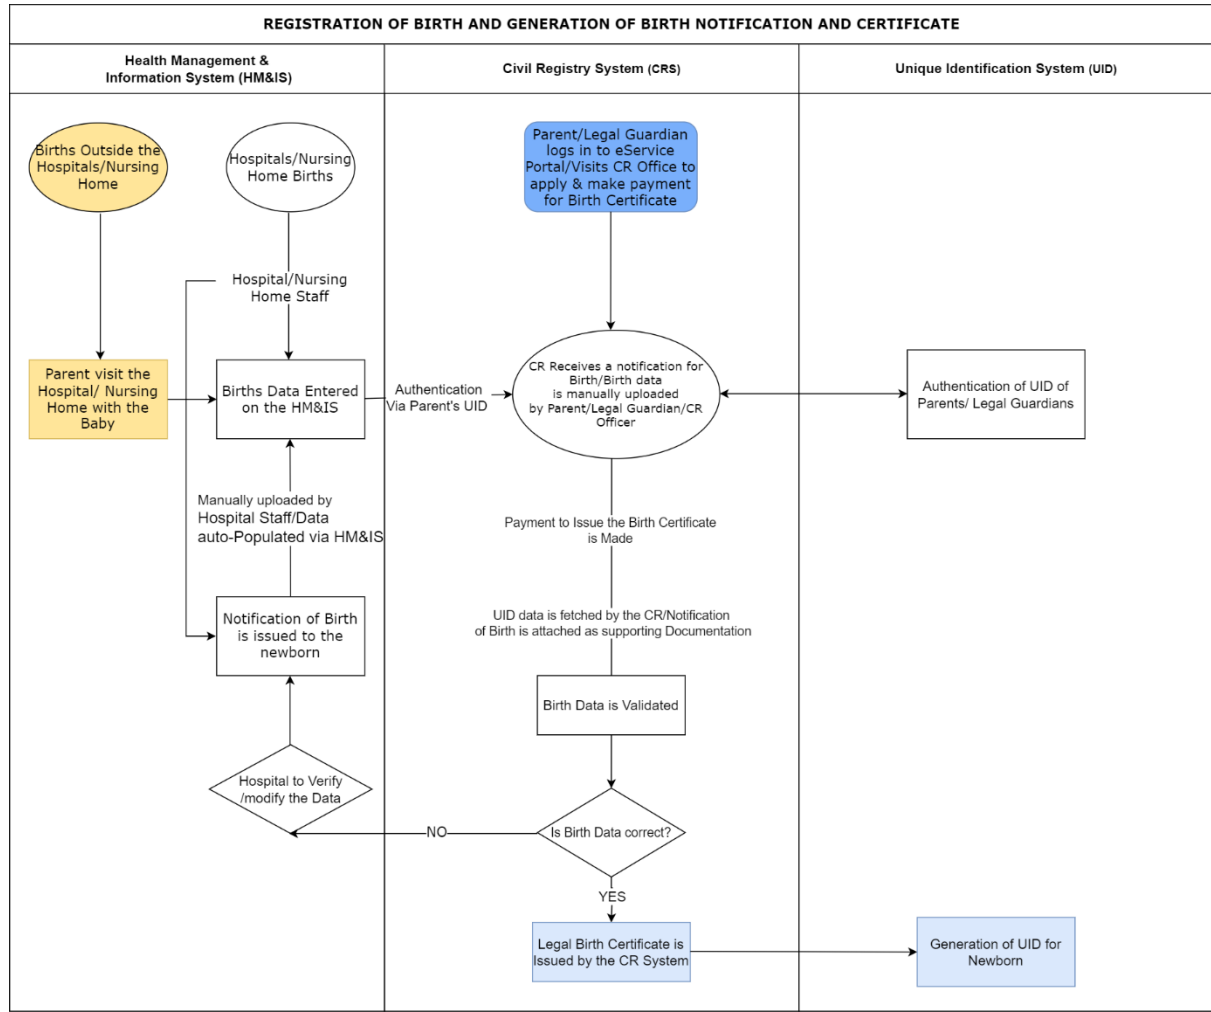 REGISTRATION OF BIRTH AND GENERATION OF BIRTH NOTIFICATION AND CERTIFICATE
Health Management &
Information System (HM&IS)
Civil Registry System (CRS)
Unique Identification System (UID)
Births Outside the
Hospitals/Nursing
Home
Hospitals/Nursing
Home Births
Parent/Legal Guardian
logs in to eService
Portal/Visits CR Office to
apply & make payment
for Birth Certificate
Hospital/Nursing
Home Staff
Parent visit the
Hospital/ Nursing
Home with the
Baby
Births Data Entered
on the HM&IS
Authentication
Via Parent's UID
CR Receives a notification for
Birth/Birth data
is manually uploaded
by Parent/Legal Guardian/CR
Officer
Authentication of UID of
Parents/ Legal Guardians
Manually uploaded by
Hospital Staff/Data
auto-Populated via HM&IS
Payment to Issue the Birth Certificate
is Made
Notification of Birth
is issued to the
newborn
UID data is fetched by the CR/Notification
of Birth is attached as supporting Documentation
Birth Data is Validated
Hospital to Verify
/modify the Data
NO
Is Birth Data correct?
YES
Legal Birth Certificate is
Issued by the CR System
Generation of UID for
Newborn